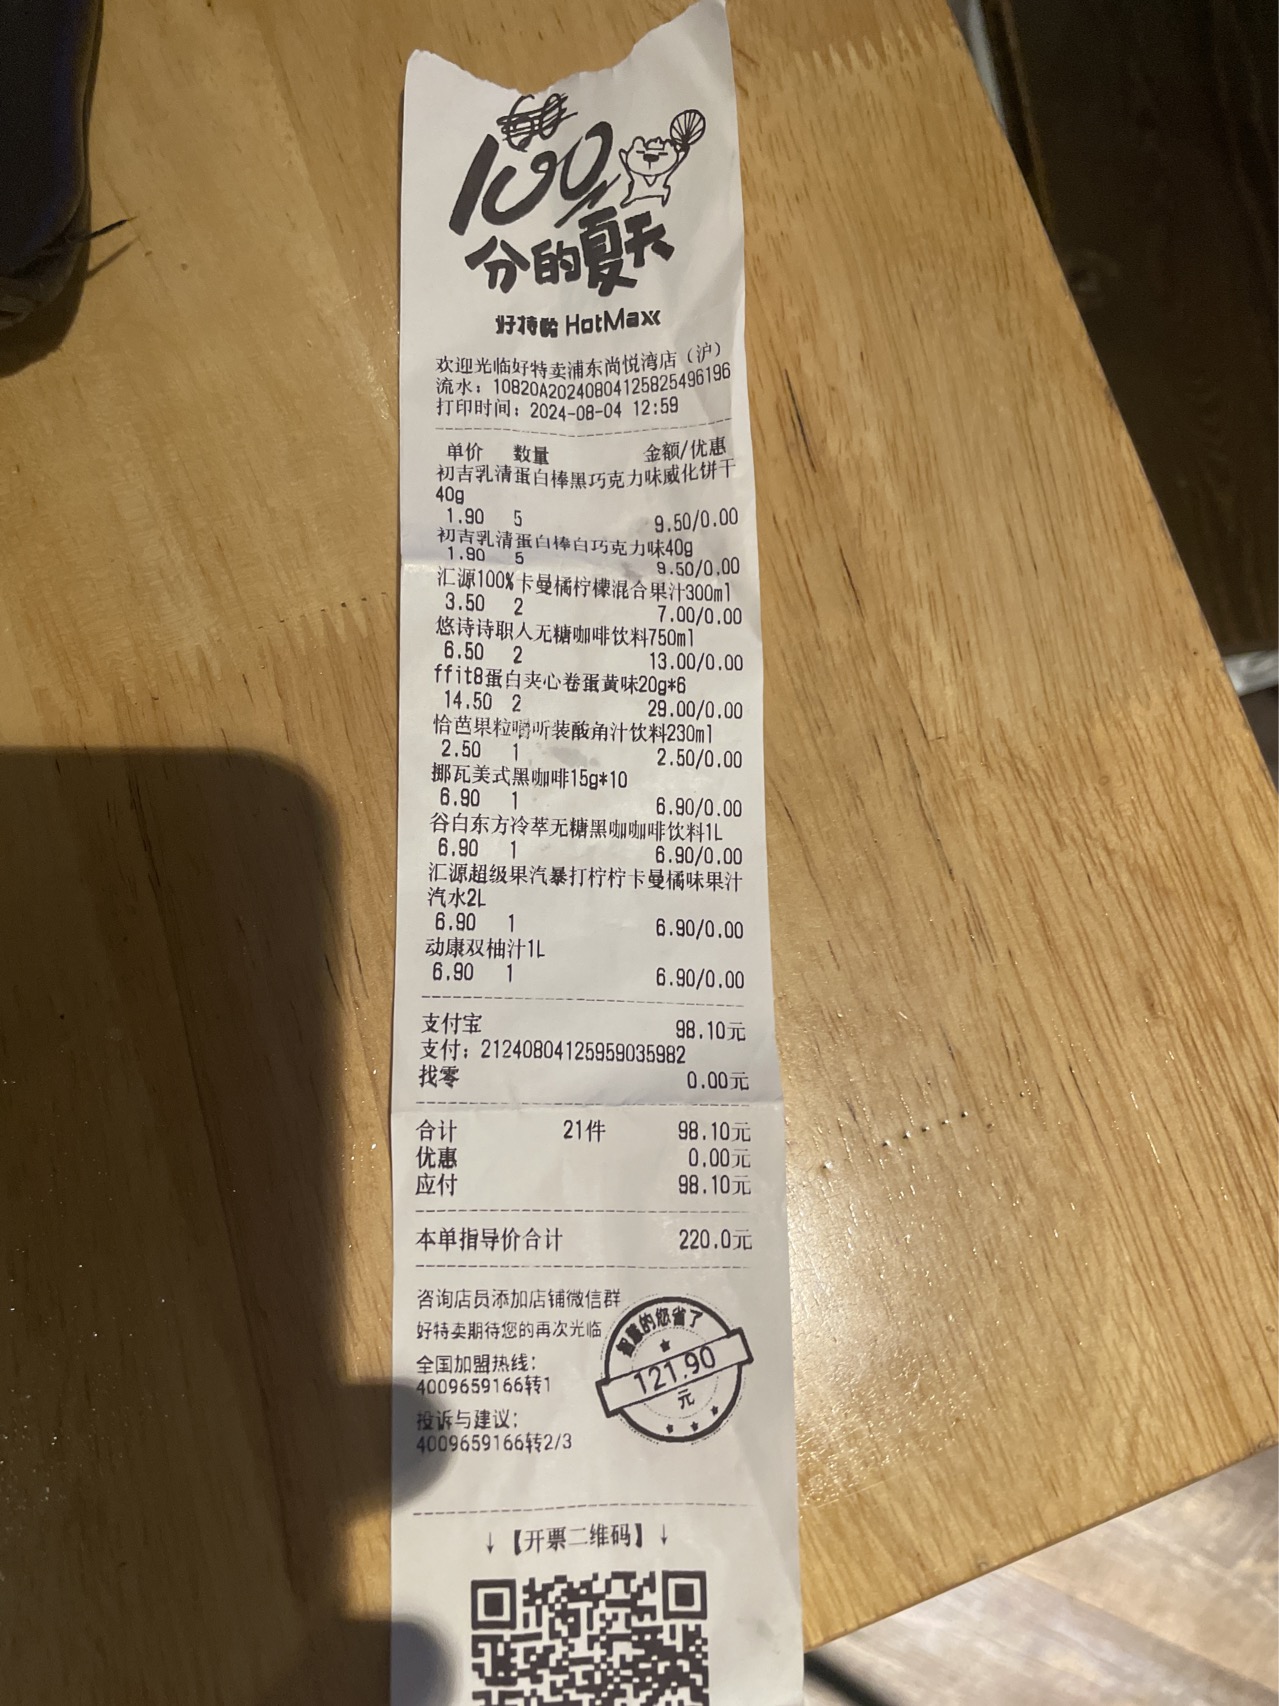 60
100
分的夏天
好特卖 HotMaxx
欢迎光临好特卖浦东尚悦湾店（沪）
流水：10820A20240804125825496196
打印时间：2024-08-04 12:59
单价 数量 金额/优惠
初吉乳清蛋白棒黑巧克力味威化饼干
40g
1.90 5 9.50/0.00
初吉乳清蛋白棒白巧克力味40g
1.90 5 9.50/0.00
汇源100%卡曼橘柠檬混合果汁300ml
3.50 2 7.00/0.00
悠诗诗职人无糖咖啡饮料750ml
6.50 2 13.00/0.00
ffit8蛋白夹心卷蛋黄味20g*6
14.50 2 29.00/0.00
恰芭果粒嚼听装酸角汁饮料230ml
2.50 1 2.50/0.00
挪瓦美式黑咖啡15g*10
6.90 1 6.90/0.00
谷白东方冷萃无糖黑咖咖啡饮料1L
6.90 1 6.90/0.00
汇源超级果汽暴打柠柠卡曼橘味果汁
汽水2L
6.90 1 6.90/0.00
动康双柚汁1L
6.90 1 6.90/0.00
支付宝 98.10元
支付：21240804125959035982
找零 0.00元
合计 21件 98.10元
优惠 0.00元
应付 98.10元
本单指导价合计 220.0元
咨询店员添加店铺微信群
好特卖期待您的再次光临
全国加盟热线：
4009659166转1
投诉与建议：
4009659166转2/3
智慧的您省了
121.90
元
↓【开票二维码】↓